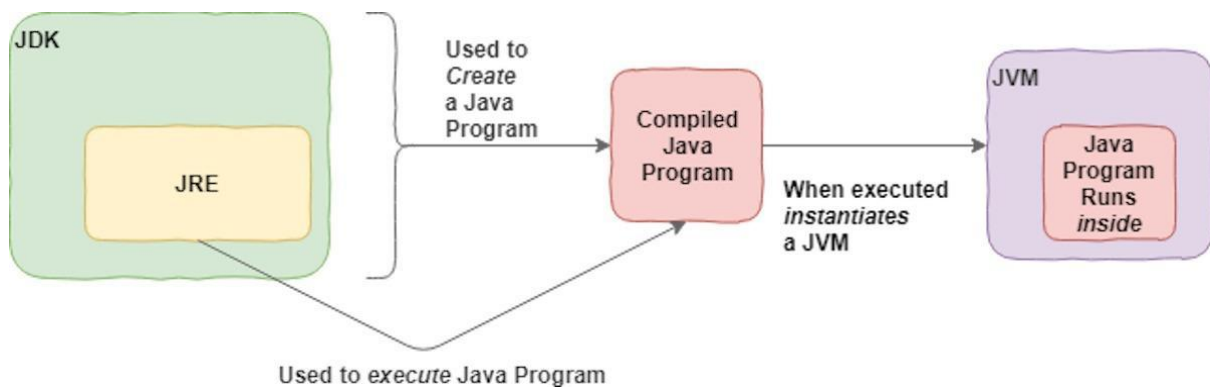 JDK
JRE
Used to
Create
a Java
Program
Compiled
Java
Program
When executed
instantiates
a JVM
JVM
Java
Program
Runs
inside
Used to execute Java Program